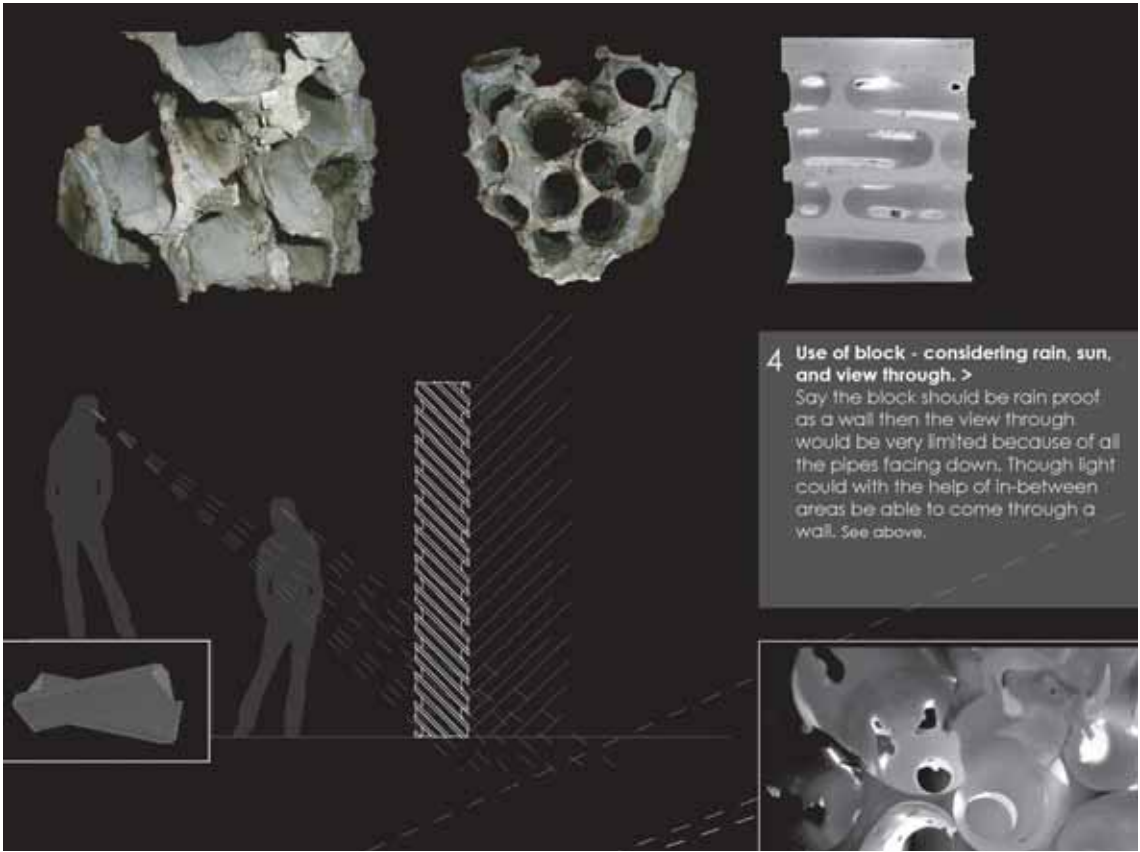 4 Use of block - considering rain, sun,
and view through. >
Say the block should be rain proof
as a wall then the view through
would be very limited because of all
the pipes facing down. Though light
could with the help of in-between
areas be able to come through a
wall. See above.